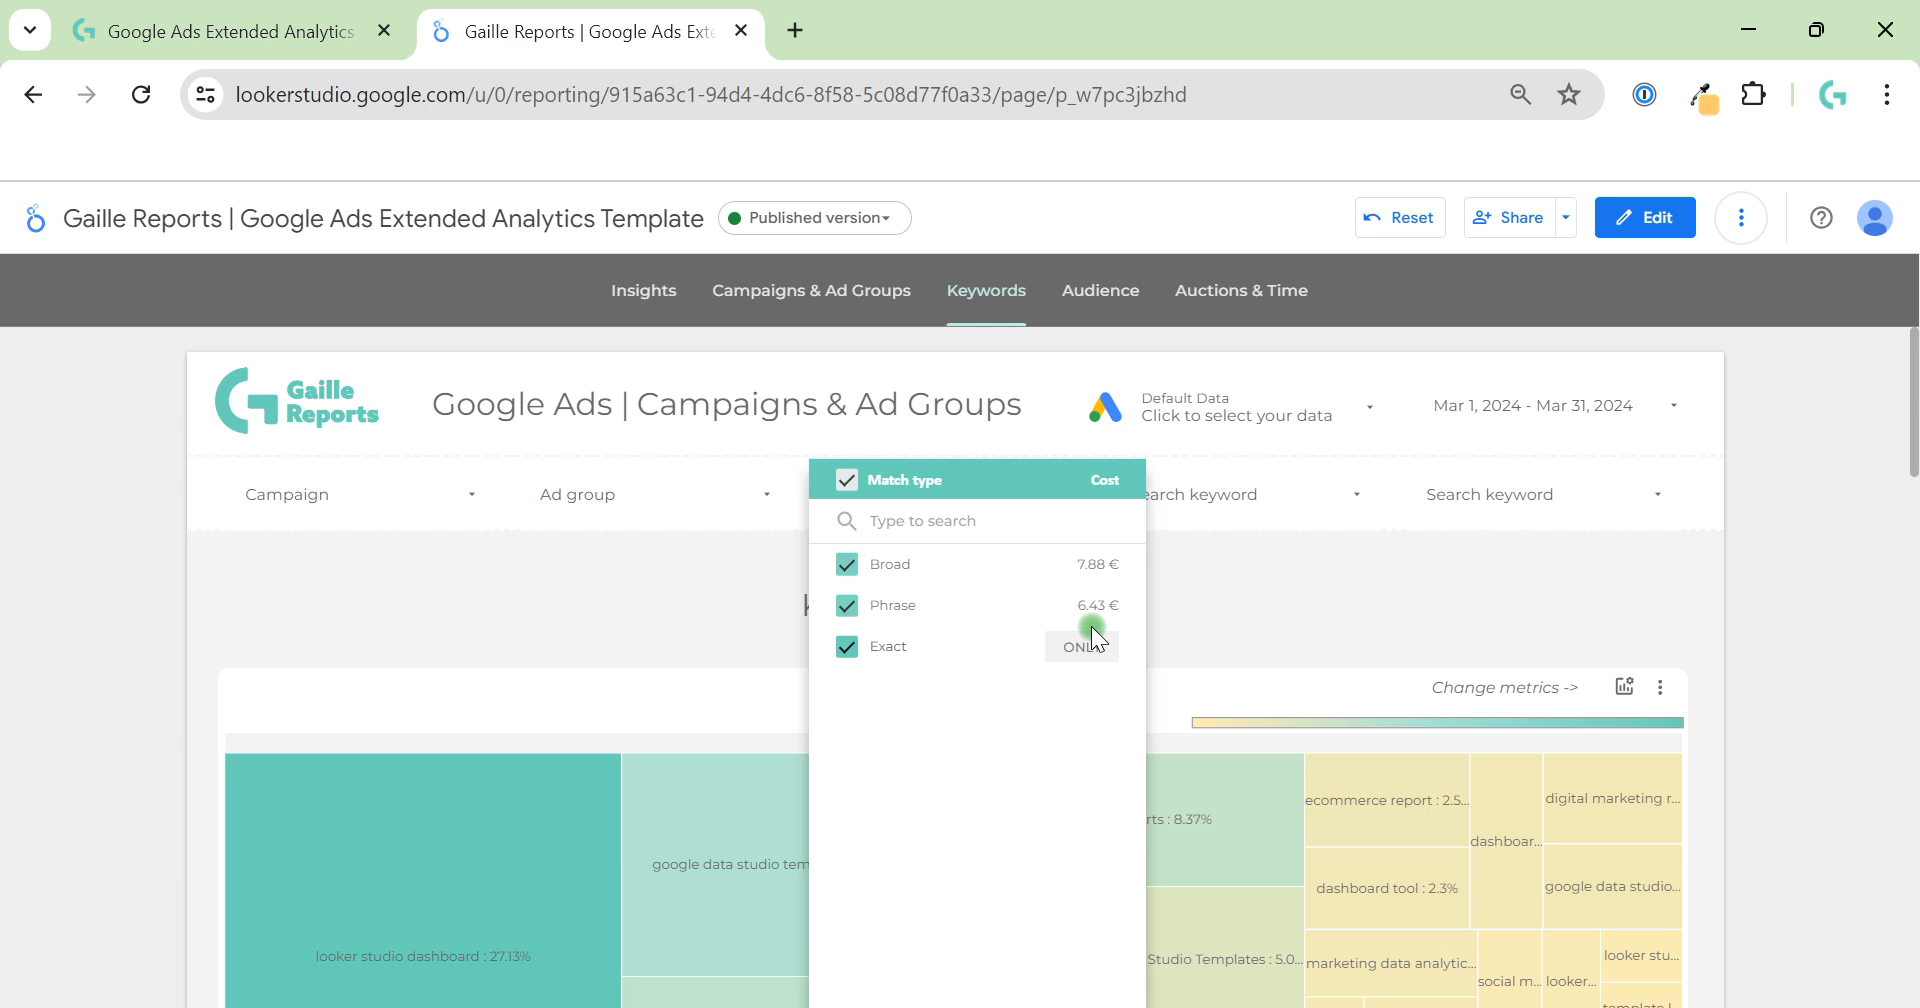 Google Ads Extended Analytics
Gaille Reports | Google Ads Exte
lookerstudio.google.com/u/0/reporting/915a63c1-94d4-4dc6-8f58-5c08d77f0a33/page/p_w7pc3jbzhd
Gaille Reports | Google Ads Extended Analytics Template
Published version
Reset
Share
Edit
Insights
Campaigns & Ad Groups
Keywords
Audience
Auctions & Time
Gaille
Reports
Google Ads | Campaigns & Ad Groups
Default Data
Click to select your data
Mar 1, 2024 - Mar 31, 2024
Campaign
Ad group
Match type
Cost
earch keyword
Search keyword
Type to search
Broad
7.88 €
Phrase
6.43 €
Exact
Change metrics ->
looker studio dashboard : 27.13%
google data studio tem
rts : 8.37%
Studio Templates : 5.0...
ecommerce report : 2.5...
dashboard tool : 2.3%
dashboar...
digital marketing r...
google data studio...
marketing data analytic...
social m...
looker...
looker stu...